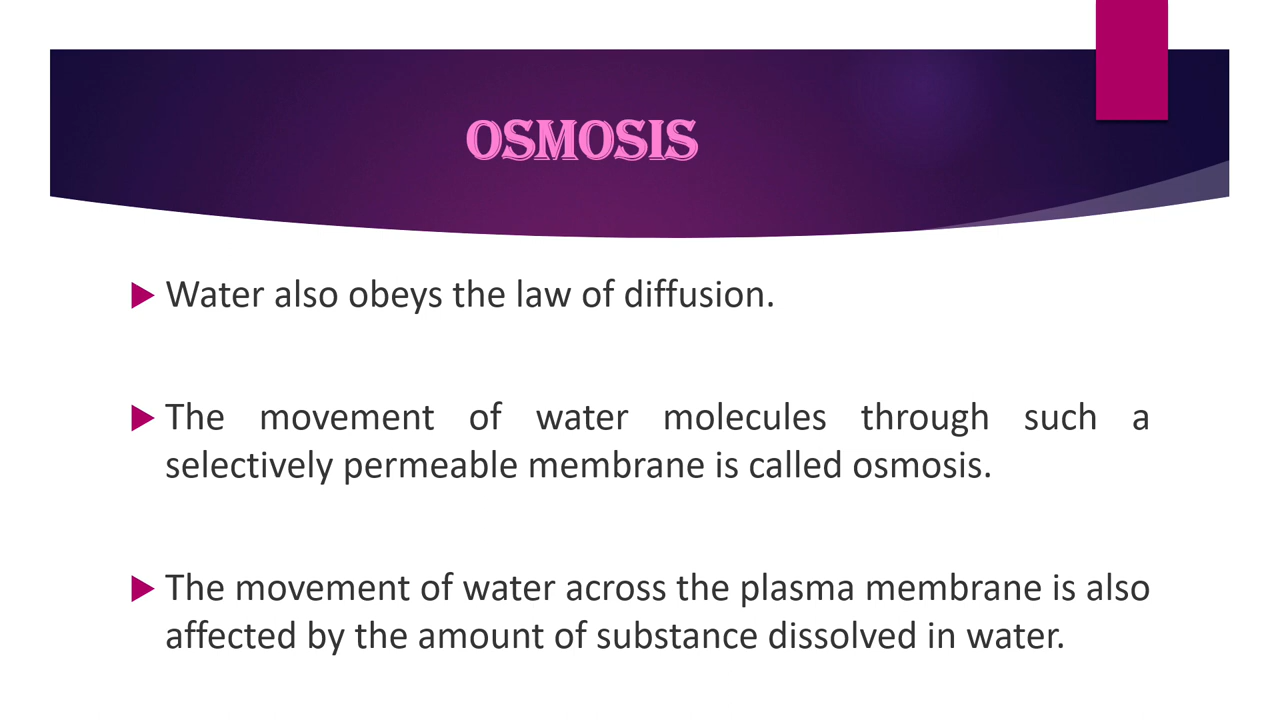 OSMOSIS
Water also obeys the law of diffusion.
The movement of water molecules through such a
selectively permeable membrane is called osmosis.
The movement of water across the plasma membrane is also
affected by the amount of substance dissolved in water.